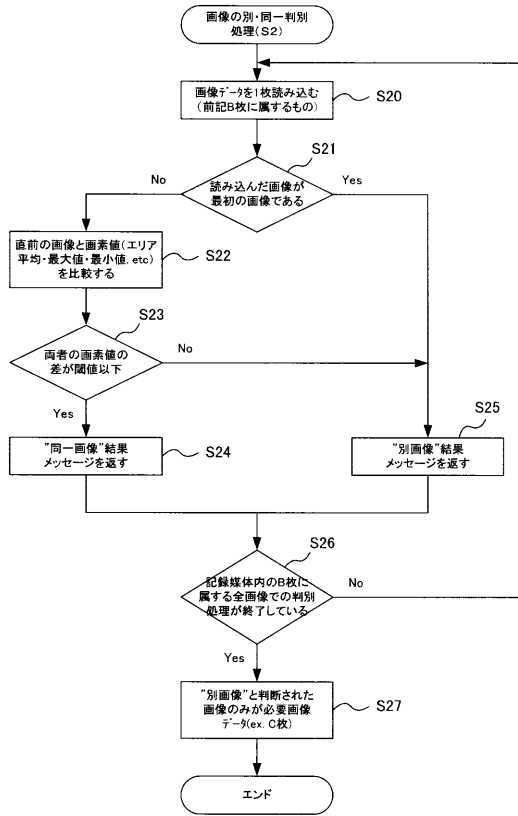 画像の別・同一判別
処理(S2)
画像データを1枚読み込む
(前記B枚に属するもの)
S20
S21
読み込んだ画像が
最初の画像である
No
Yes
直前の画像と画素値(エリア
平均・最大値・最小値, etc)
を比較する
S22
S23
両者の画素値の
差が閾値以下
No
Yes
"同一画像"結果
メッセージを返す
S24
S25
"別画像"結果
メッセージを返す
S26
記録媒体内のB枚に
属する全画像での判別
処理が終了している
No
Yes
"別画像"と判断された
画像のみが必要画像
データ(ex. C枚)
S27
エンド